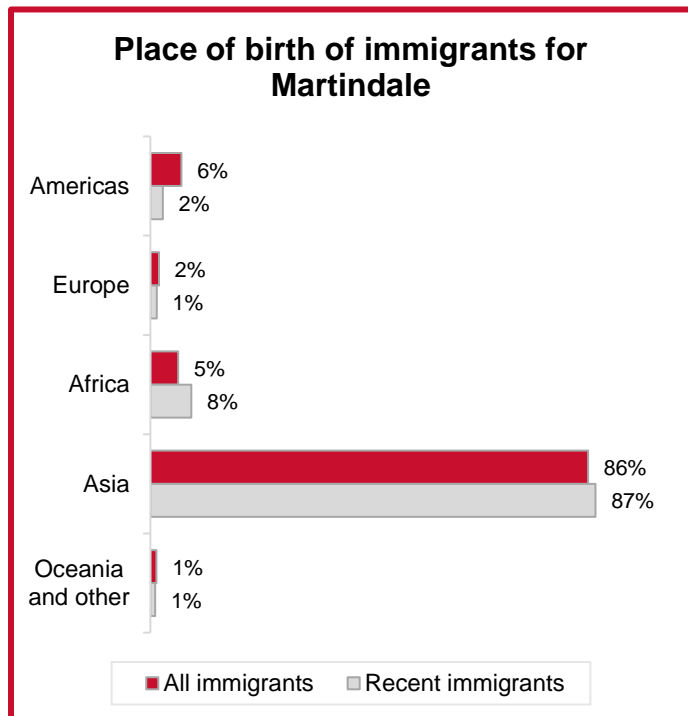 Place of birth of immigrants for
Martindale
Americas
6%
2%
Europe
2%
1%
Africa
5%
8%
Asia
86%
87%
Oceania
and other
1%
1%
All immigrants
Recent immigrants